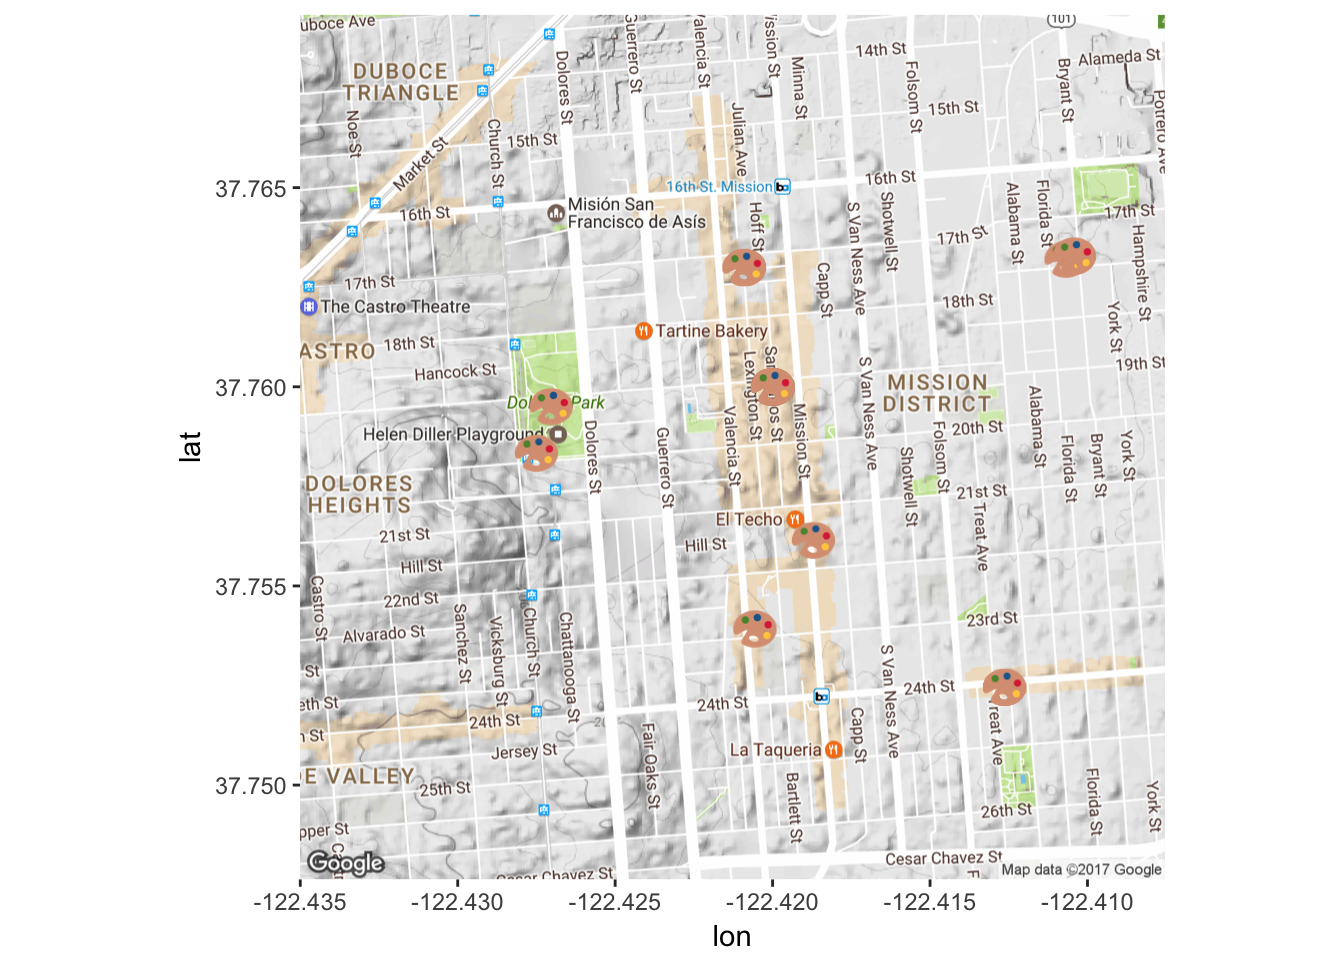 uboce Ave
Guerrero St
Valencia St
ission St
101
14th St
Alameda St
DUBOCE
TRIANGLE
Dolores St
Minna St
Folsom St
Bryant St
Potrero Ave
Noe St
Church St
15th St
Julian Ave
15th St
Market St
16th St. Mission
16th St
37.765
16th St
Misión San
Francisco de Asís
Hoff St
S Van Ness Ave
Shotwell St
Alabama St
Florida St
17th St
17th St
Hampshire St
17th St
Capp St
The Castro Theatre
18th St
York St
Tartine Bakery
ASTRO
18th St
Hancock St
19th St
37.760
Lexington St
S Van Ness Ave
MISSION
DISTRICT
Park
Alabama St
Helen Diller Playground
Dolores St
Guerrero St
Valencia St
Mission St
Folsom St
20th St
Florida St
Bryant St
York St
DOLORES
HEIGHTS
Shotwell St
21st St
El Techo
Treat Ave
21st St
Hill St
Hill St
37.755
Castro St
22nd St
Alvarado St
Sanchez St
Vicksburg St
Church St
Chattanooga St
23rd St
St
S Van Ness Ave
24th St
eth St
24th St
24th St
Treat Ave
n St
Jersey St
Fair Oaks St
La Taqueria
Capp St
E VALLEY
37.750
25th St
Bartlett St
26th St
Florida St
York St
pper St
Cesar Chavez St
Cesar Chavez St
Google
Map data ©2017 Google
-122.435
-122.430
-122.425
-122.420
-122.415
-122.410
lon
lat